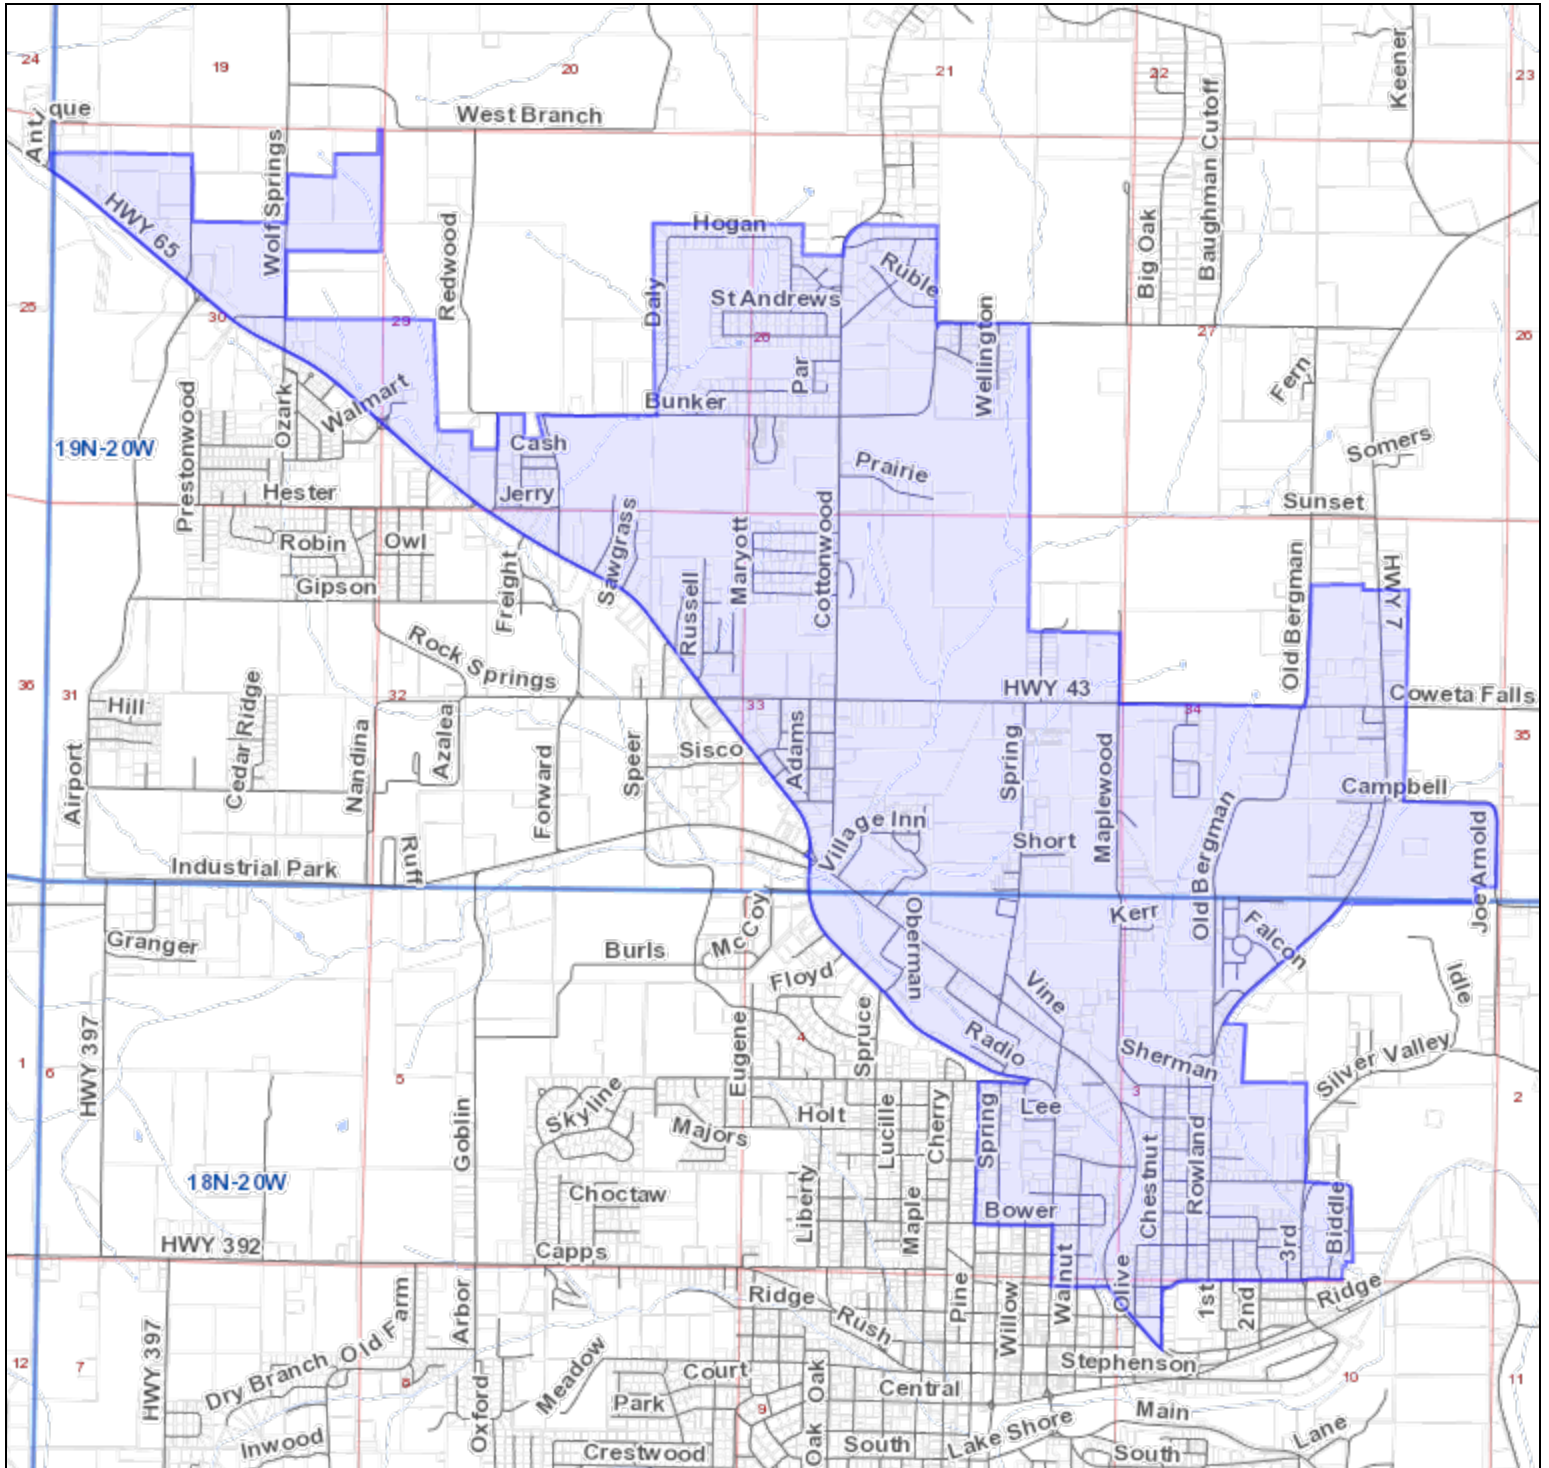 24
19
20
21
22
23
Keener
Antique
West Branch
Wolf Springs
Baughman Cutoff
HWY 65
Redwood
Hogan
Big Oak
Ruble
Daly
St Andrews
25
30
29
28
27
26
Wellington
Par
Fern
Prestonwood
Ozark
Walmart
Bunker
19N-20W
Cash
Somers
Prairie
Hester
Jerry
Sunset
Sawgrass
Maryott
Cottonwood
Robin
Owl
Gipson
Freight
Russell
Old Bergman
HWY 7
Rock Springs
36
31
32
33
34
35
HWY 43
Coweta Falls
Hill
Cedar Ridge
Nandina
Azalea
Forward
Speer
Sisco
Adams
Spring
Maplewood
Airport
Campbell
Old Bergman
Village Inn
Short
Joe Arnold
Industrial Park
Ruff
Granger
Burls
McCoy
Oberman
Kerr
Falcon
Floyd
Vine
Idle
HWY 397
Eugene
4
Spruce
Radio
Sherman
Silver Valley
1
6
5
3
2
Goblin
Skyline
Majors
Holt
Lucille
Cherry
Spring
Lee
Chestnut
Rowland
18N-20W
Choctaw
Liberty
Maple
Bower
3rd
Biddle
HWY 392
Capps
Walnut
Olive
Ridge
Rush
Pine
Willow
1st
2nd
Ridge
HWY 397
Old Farm
Arbor
12
7
8
Dry Branch
Meadow
Court
Oak
Stephenson
Central
10
11
Park
9
Main
Oxford
Inwood
Crestwood
Oak
South
Lake Shore
South
Lane